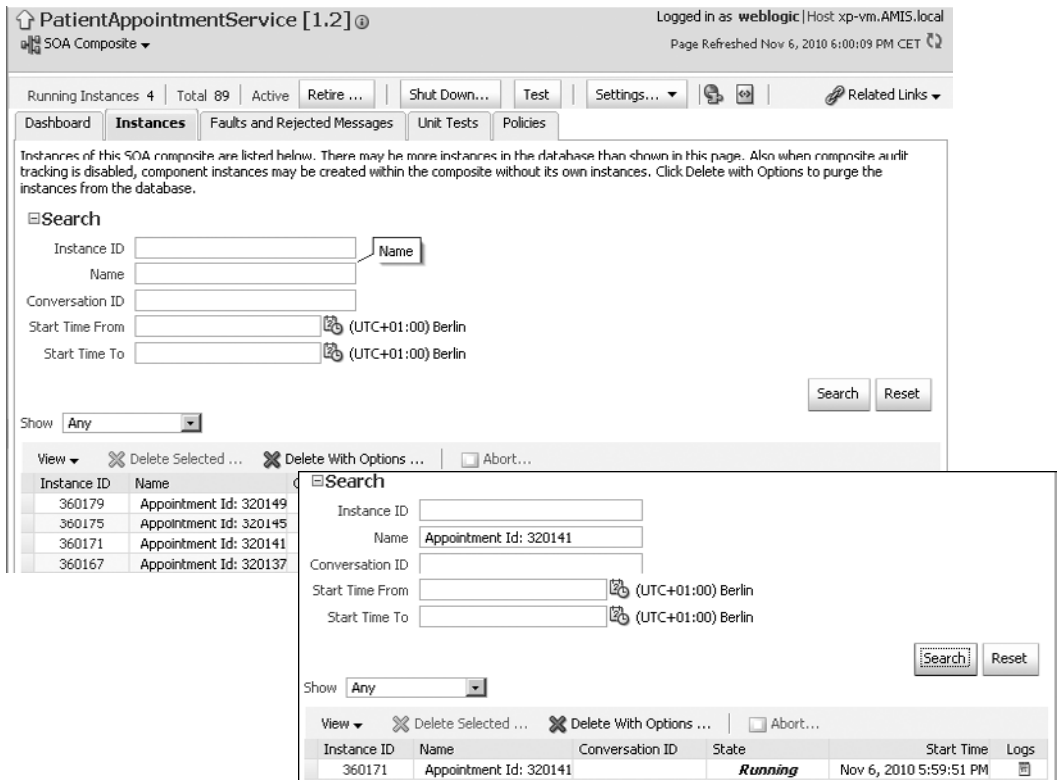 PatientAppointmentService [1.2]
Logged in as weblogic|Host xp-vm.AMIS.local
SOA Composite
Page Refreshed Nov 6, 2010 6:00:09 PM CET
Running Instances 4 | Total 89 | Active Retire ... | Shut Down... Test | Settings... | Related Links
Dashboard Instances Faults and Rejected Messages Unit Tests Policies
Instances of this SOA composite are listed below. There may be more instances in the database than shown in this page. Also when composite audit
tracking is disabled, component instances may be created within the composite without its own instances. Click Delete with Options to purge the
instances from the database.
Search
Instance ID
Name
Name
Conversation ID
Start Time From (UTC+01:00) Berlin
Start Time To (UTC+01:00) Berlin
Search Reset
Show Any
View Delete Selected ... Delete With Options ... | Abort...
Instance ID Name
360179 Appointment Id: 320149
360175 Appointment Id: 320145
360171 Appointment Id: 320141
360167 Appointment Id: 320137
Search
Instance ID
Name Appointment Id: 320141
Conversation ID
Start Time From (UTC+01:00) Berlin
Start Time To (UTC+01:00) Berlin
Search Reset
Show Any
View Delete Selected ... Delete With Options ... | Abort...
Instance ID Name Conversation ID State Start Time Logs
360171 Appointment Id: 320141 Running Nov 6, 2010 5:59:51 PM